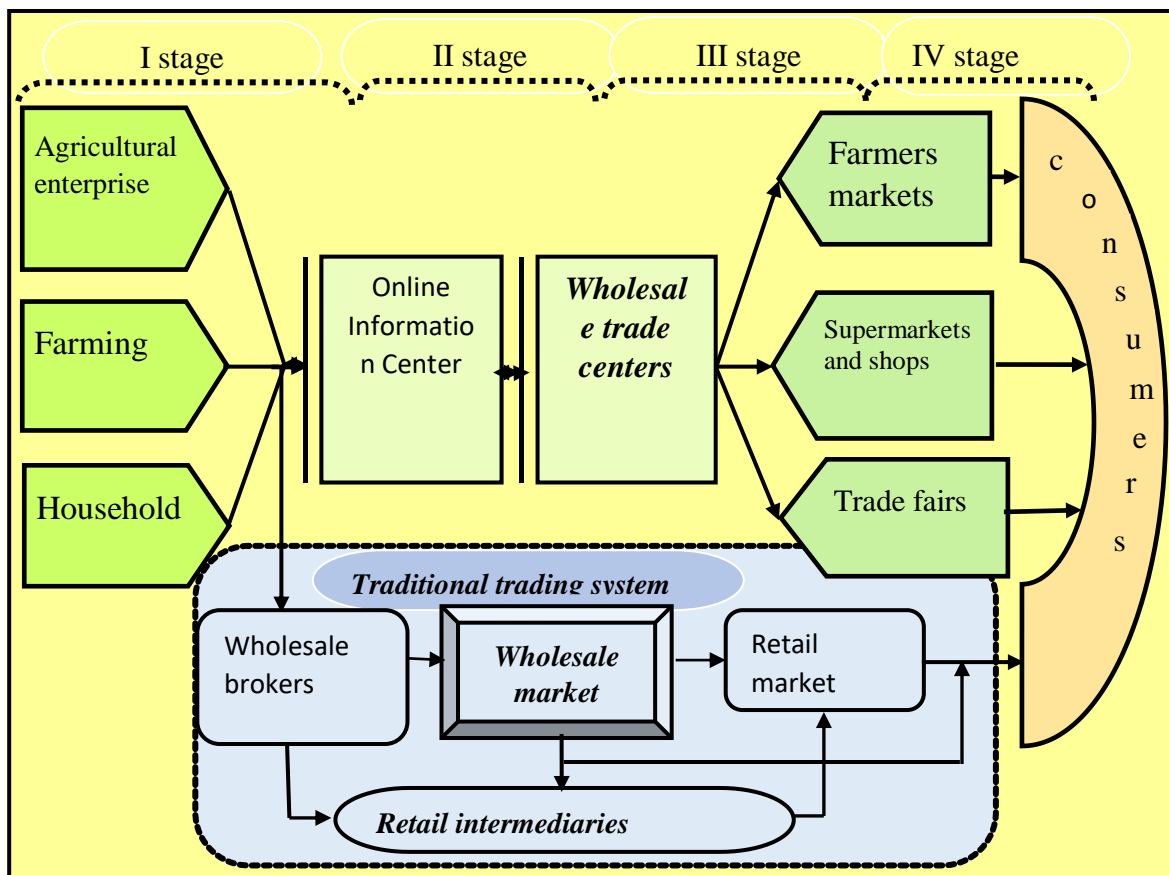 I stage
II stage
III stage
IV stage
Agricultural
enterprise
Farming
Household
Online
Informatio
n Center
Wholesal
e trade
centers
Farmers
markets
Supermarkets
and shops
Trade fairs
c
o
n
s
u
m
e
r
s
Traditional trading system
Wholesale
brokers
Wholesale
market
Retail
market
Retail intermediaries